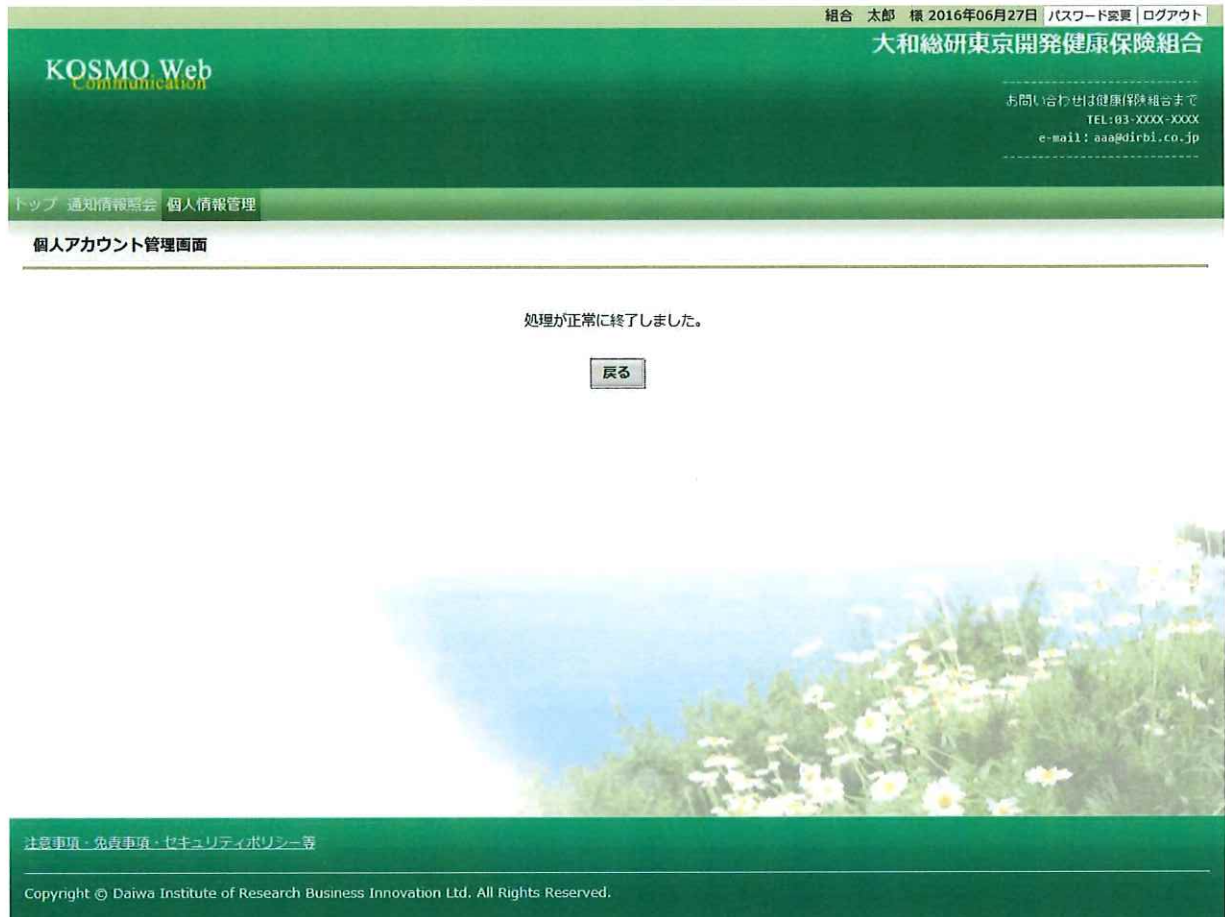 組合 太郎 様 2016年06月27日 パスワード変更 ログアウト
大和総研東京開発健康保険組合
KOSMO Web
Communication
お問い合わせは健康保険組合まで
TEL:03-XXXX-XXXX
e-mail：aaa@dirbi.co.jp
トップ 通知情報照会 個人情報管理
個人アカウント管理画面
処理が正常に終了しました。
戻る
注意事項・免責事項・セキュリティポリシー等
Copyright © Daiwa Institute of Research Business Innovation Ltd. All Rights Reserved.